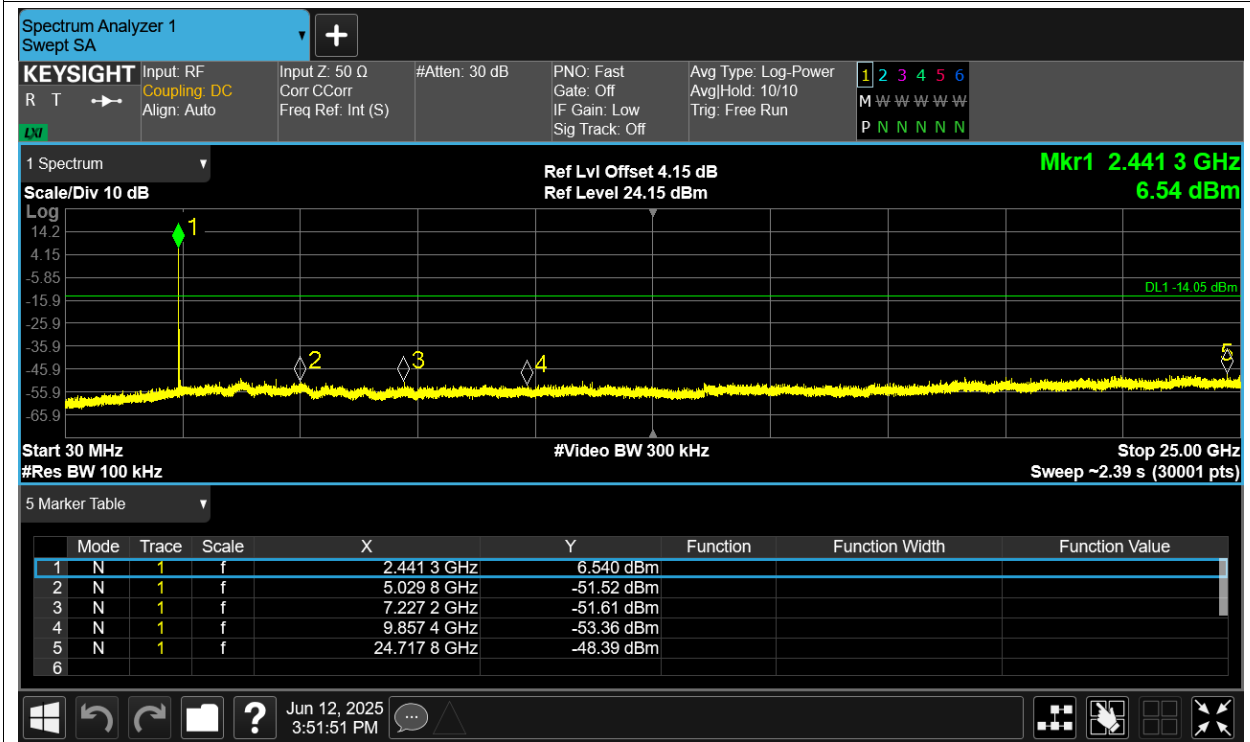 Spectrum Analyzer 1
Swept SA
+
KEYSIGHT
R T
LXI
Input: RF
Coupling: DC
Align: Auto
Input Z: 50 Ω
Corr CCorr
Freq Ref: Int (S)
#Atten: 30 dB
PNO: Fast
Gate: Off
IF Gain: Low
Sig Track: Off
Avg Type: Log-Power
Avg|Hold: 10/10
Trig: Free Run
1 2 3 4 5 6
M W W W W W
P N N N N N
1 Spectrum
Scale/Div 10 dB
Ref Lvl Offset 4.15 dB
Ref Level 24.15 dBm
Mkr1 2.441 3 GHz
6.54 dBm
Log
14.2
4.15
-5.85
-15.9
-25.9
-35.9
-45.9
-55.9
-65.9
1
2
3
4
5
DL1 -14.05 dBm
Start 30 MHz
#Res BW 100 kHz
#Video BW 300 kHz
Stop 25.00 GHz
Sweep ~2.39 s (30001 pts)
5 Marker Table
Mode Trace Scale X Y Function Function Width Function Value
1 N 1 f 2.441 3 GHz 6.540 dBm
2 N 1 f 5.029 8 GHz -51.52 dBm
3 N 1 f 7.227 2 GHz -51.61 dBm
4 N 1 f 9.857 4 GHz -53.36 dBm
5 N 1 f 24.717 8 GHz -48.39 dBm
6
?
Jun 12, 2025
3:51:51 PM